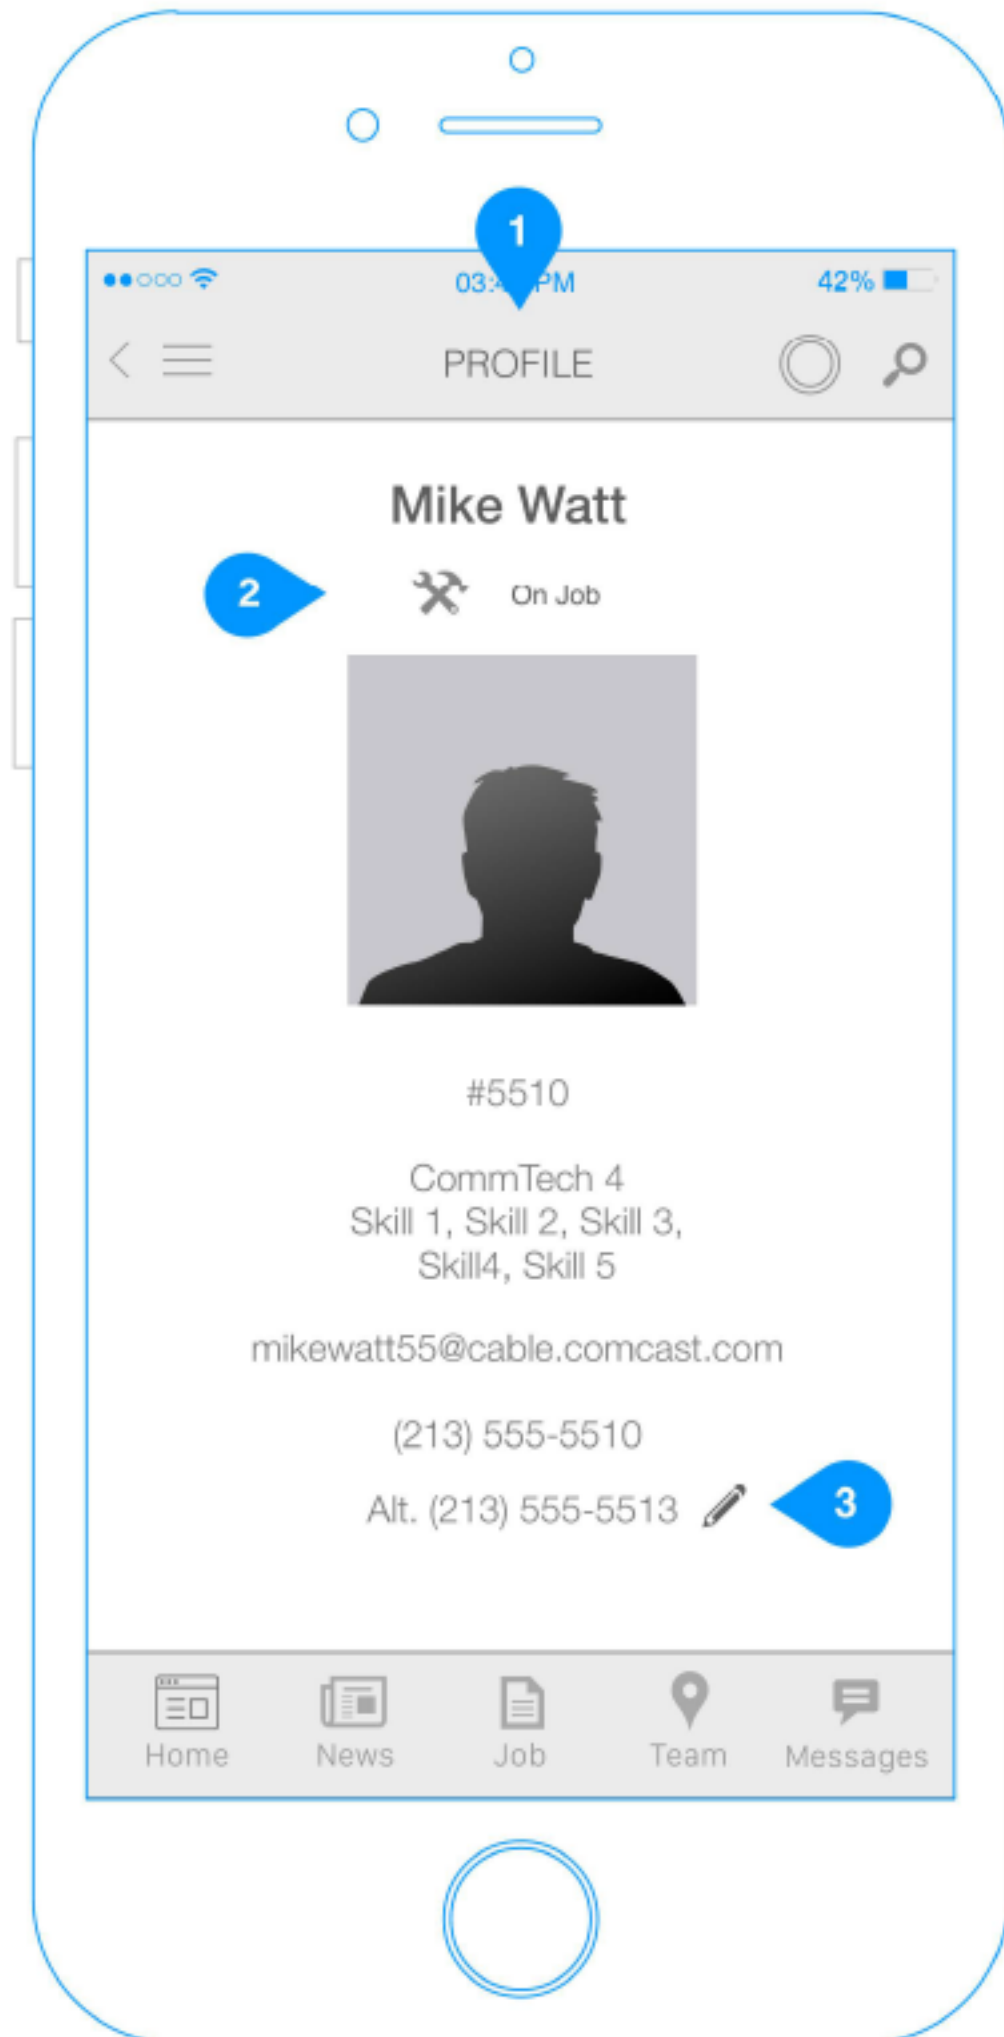 1
PM 42%
PROFILE
Mike Watt
2
On Job
#5510
CommTech 4
Skill 1, Skill 2, Skill 3,
Skill4, Skill 5
mikewatt55@cable.comcast.com
(213) 555-5510
Alt. (213) 555-5513
3
Home News Job Team Messages